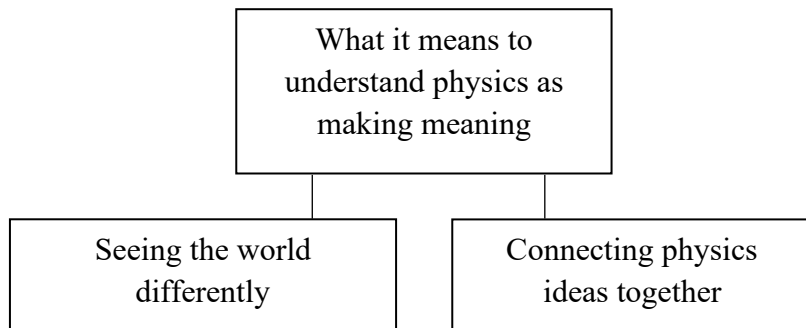 What it means to
understand physics as
making meaning
Seeing the world
differently
Connecting physics
ideas together